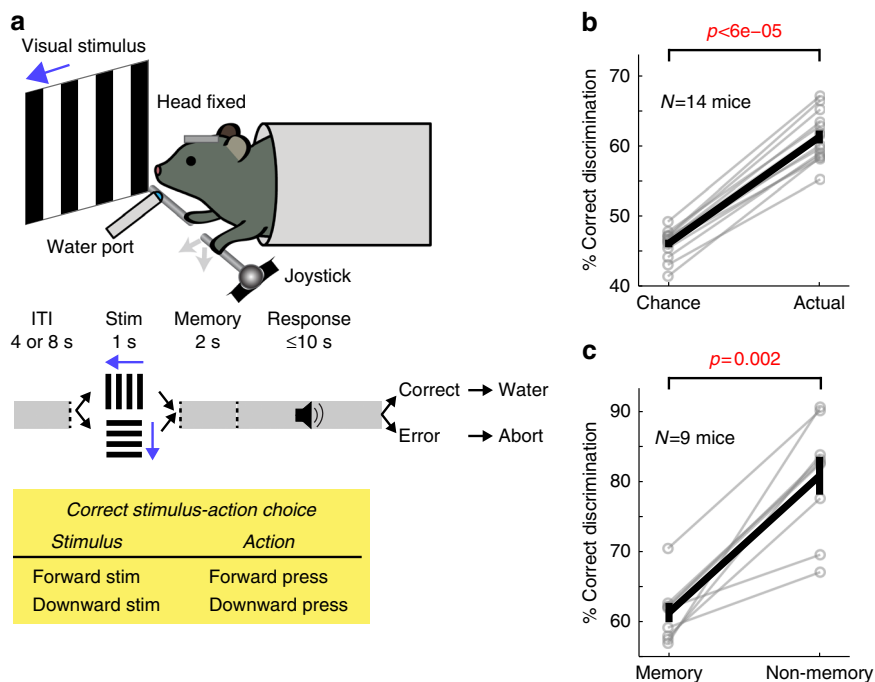 a
Visual stimulus
Head fixed
Water port
Joystick
ITI
4 or 8 s
Stim
1 s
Memory
2 s
Response
≤10 s
Correct
Water
Error
Abort
Correct stimulus-action choice
Stimulus Action
Forward stim Forward press
Downward stim Downward press
b
p<6e–05
N=14 mice
% Correct discrimination
70
60
50
40
Chance Actual
c
p=0.002
N=9 mice
% Correct discrimination
90
80
70
60
Memory Non-memory